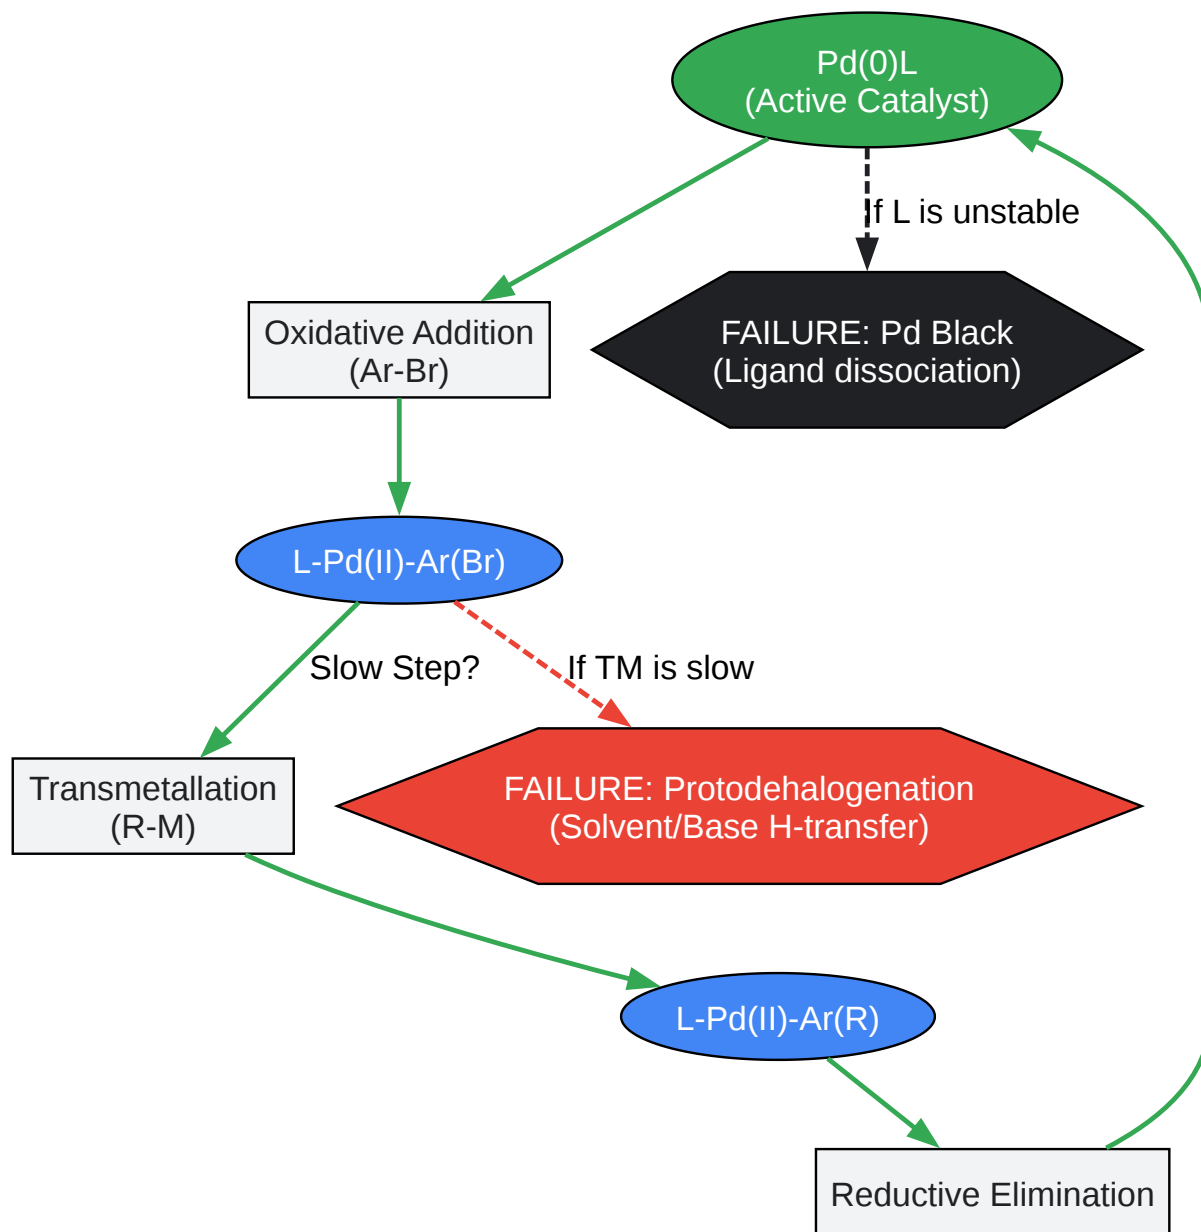 Pd(0)L
(Active Catalyst)
If L is unstable
Oxidative Addition
(Ar-Br)
FAILURE: Pd Black
(Ligand dissociation)
L-Pd(II)-Ar(Br)
Slow Step?
If TM is slow
Transmetallation
(R-M)
FAILURE: Protodehalogenation
(Solvent/Base H-transfer)
L-Pd(II)-Ar(R)
Reductive Elimination